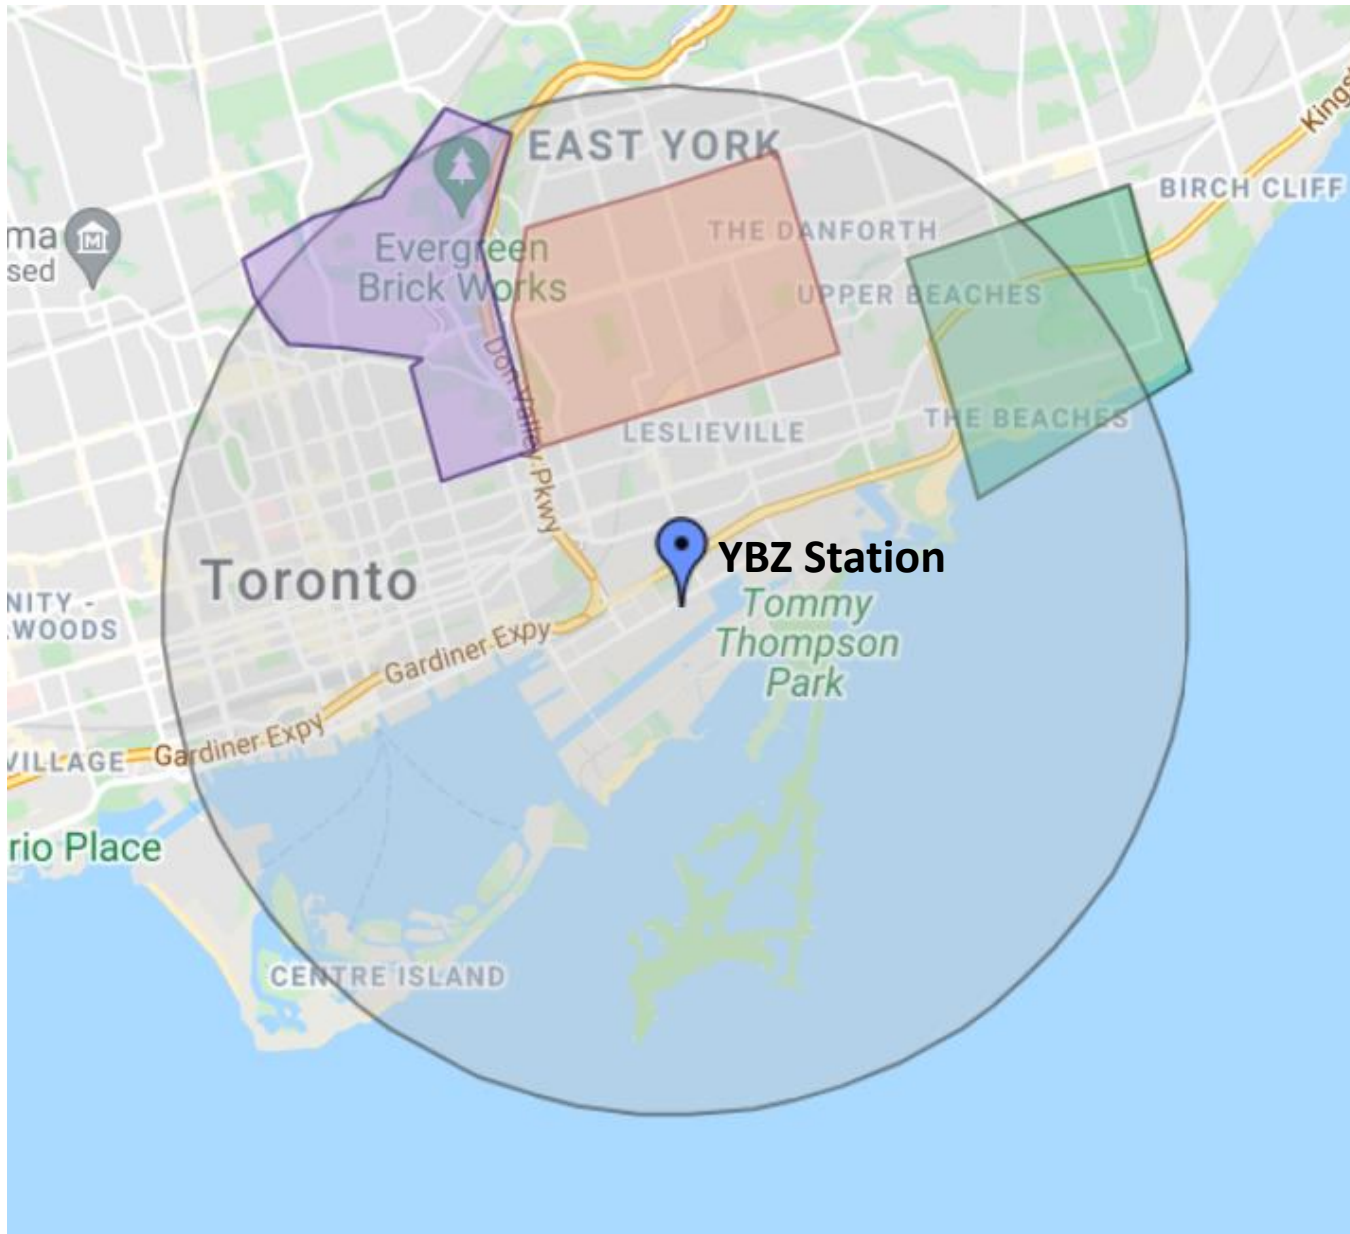 EAST YORK
Kingst
BIRCH CLIFF
ma
sed
M
THE DANFORTH
Evergreen
Brick Works
UPPER BEACHES
Don Valley Pkwy
THE BEACHES
LESLIEVILLE
YBZ Station
Toronto
NITY -
WOODS
Tommy
Thompson
Park
Gardiner Expy
Gardiner Expy
VILLAGE
rio Place
CENTRE ISLAND